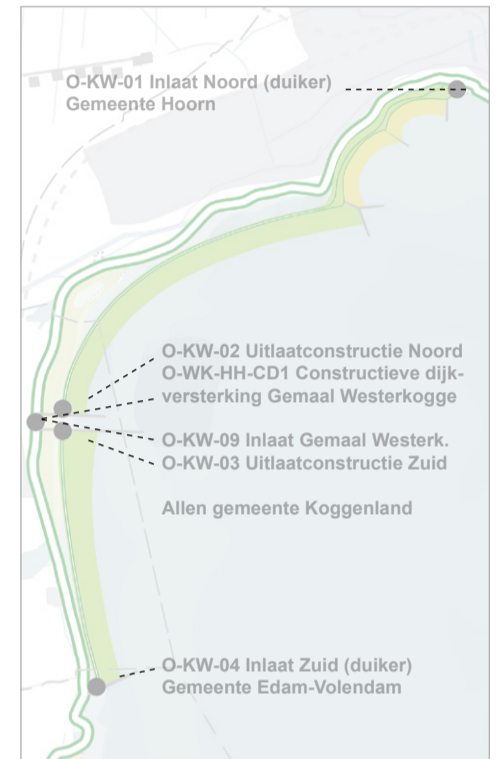 O-KW-01 Inlaat Noord (duiker)
Gemeente Hoorn
O-KW-02 Uitlaatconstructie Noord
O-WK-HH-CD1 Constructieve dijk-
versterking Gemaal Westerkogge
O-KW-09 Inlaat Gemaal Westerk.
O-KW-03 Uitlaatconstructie Zuid
Allen gemeente Koggenland
O-KW-04 Inlaat Zuid (duiker)
Gemeente Edam-Volendam